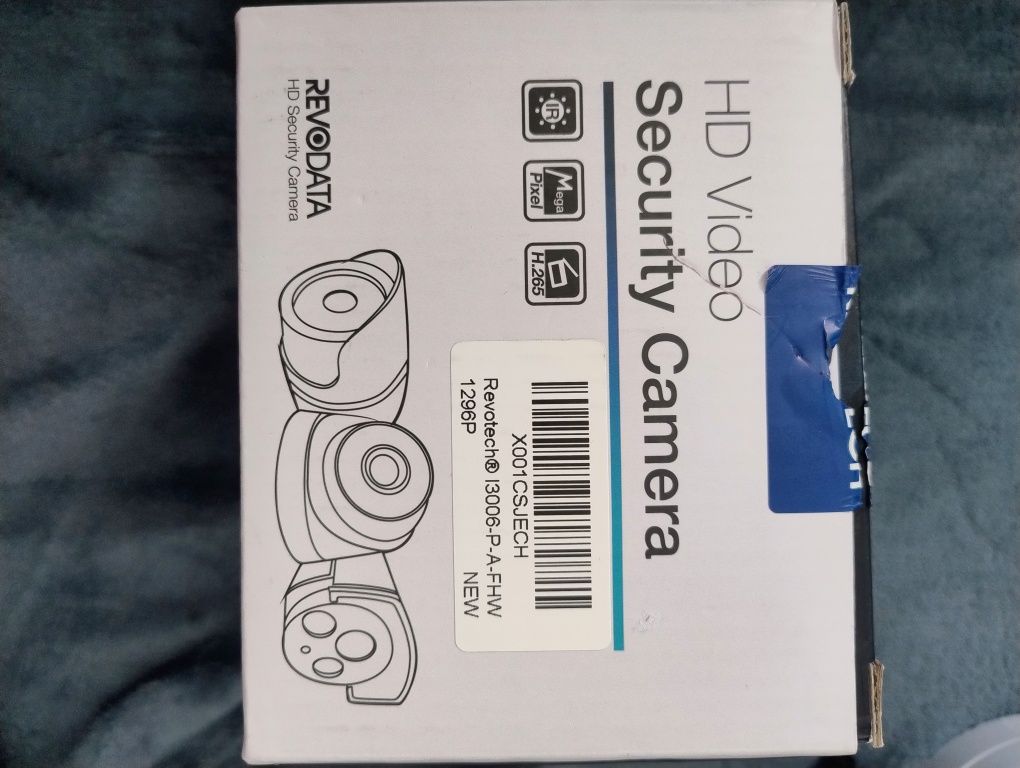 HD Video
Security Camera
IR
Mega
Pixel
H.265
X001CSJECH
Revotech® I3006-P-A-FHW
1296P NEW
REVODATA
HD Security Camera